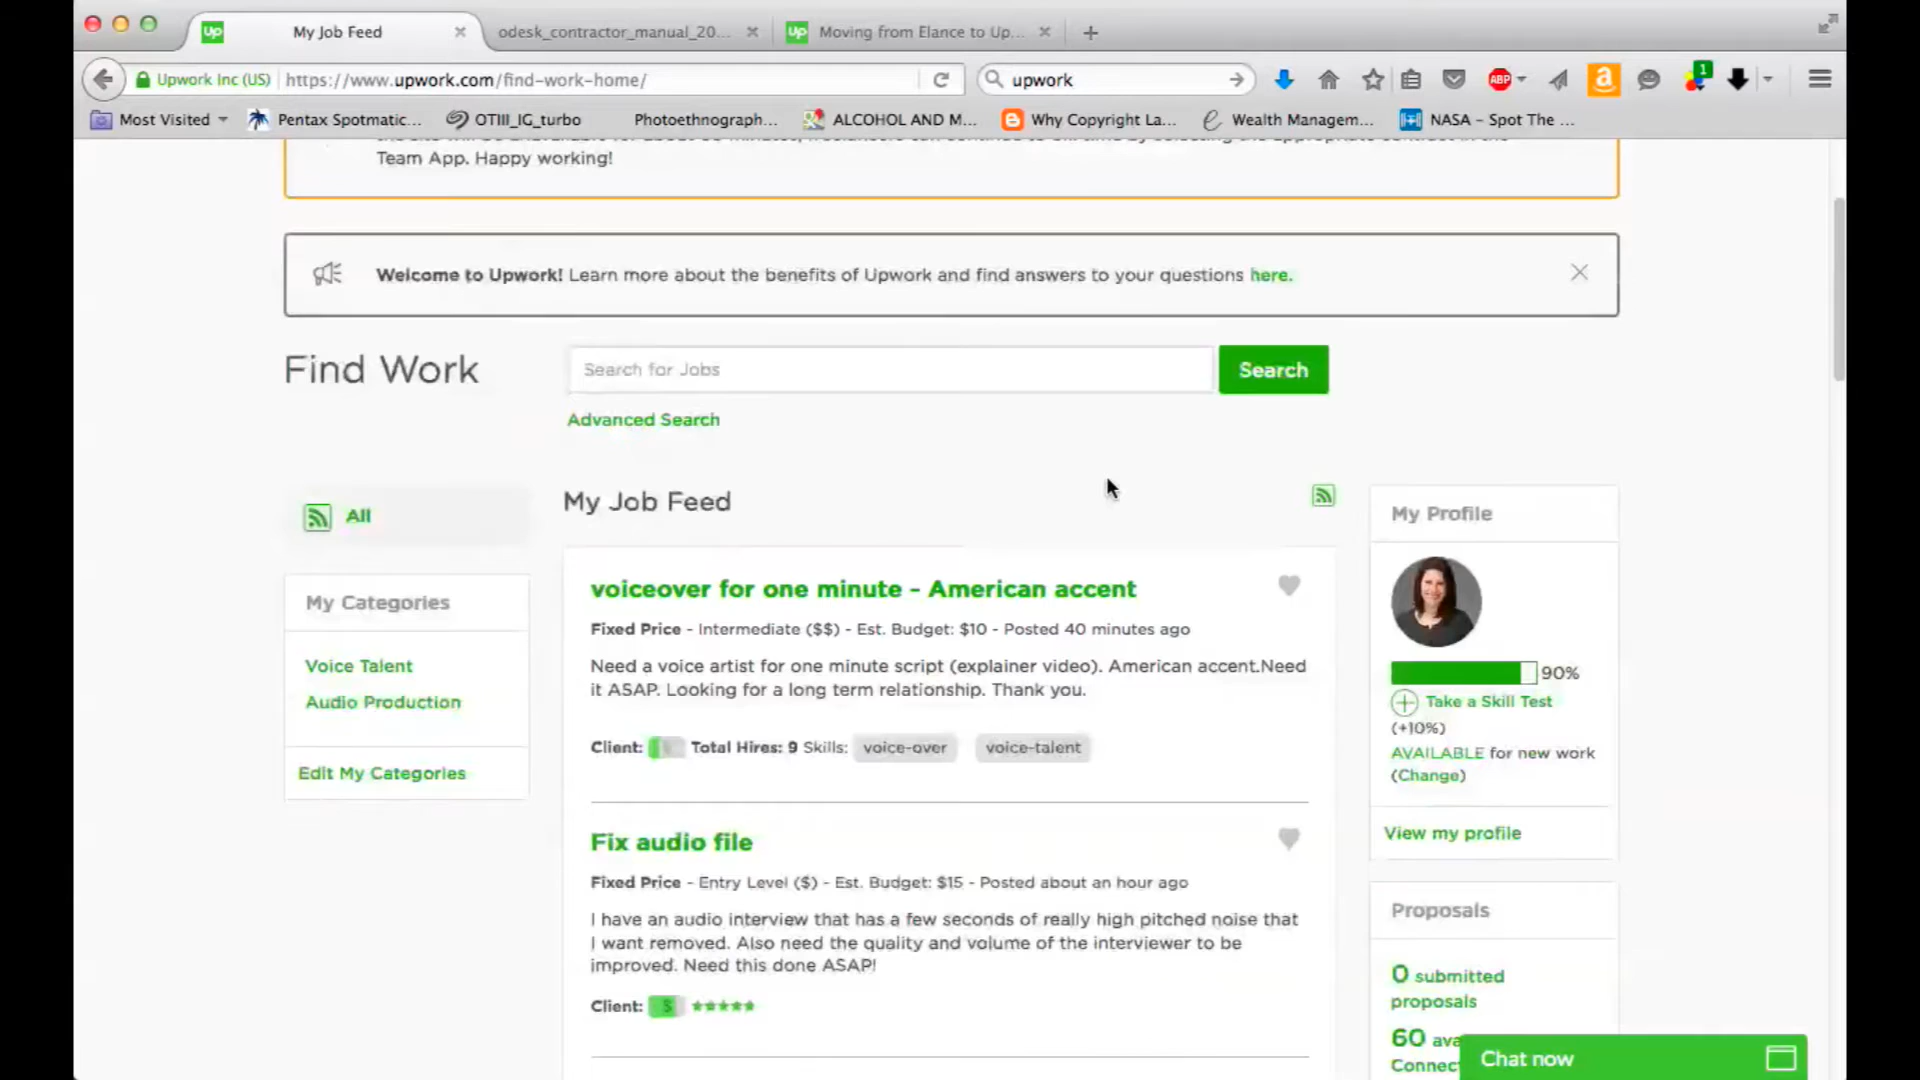 Up My Job Feed
odesk_contractor_manual_20...
Up Moving from Elance to Up...
Upwork Inc (US) https://www.upwork.com/find-work-home/
upwork
ABP
a
1
Most Visited Pentax Spotmatic... OTIII_IG_turbo Photoethnograph... ALCOHOL AND M... Why Copyright La... Wealth Managem... NASA - Spot The ...
Team App. Happy working!
Welcome to Upwork! Learn more about the benefits of Upwork and find answers to your questions here.
Find Work
Search for Jobs
Search
Advanced Search
All
My Categories
Voice Talent
Audio Production
Edit My Categories
My Job Feed
voiceover for one minute - American accent
Fixed Price - Intermediate ($$) - Est. Budget: $10 - Posted 40 minutes ago
Need a voice artist for one minute script (explainer video). American accent.Need
it ASAP. Looking for a long term relationship. Thank you.
Client: Total Hires: 9 Skills: voice-over voice-talent
Fix audio file
Fixed Price - Entry Level ($) - Est. Budget: $15 - Posted about an hour ago
I have an audio interview that has a few seconds of really high pitched noise that
I want removed. Also need the quality and volume of the interviewer to be
improved. Need this done ASAP!
Client: $ ★★★★★
My Profile
90%
Take a Skill Test
(+10%)
AVAILABLE for new work
(Change)
View my profile
Proposals
0 submitted
proposals
60 ava
Connec
Chat now